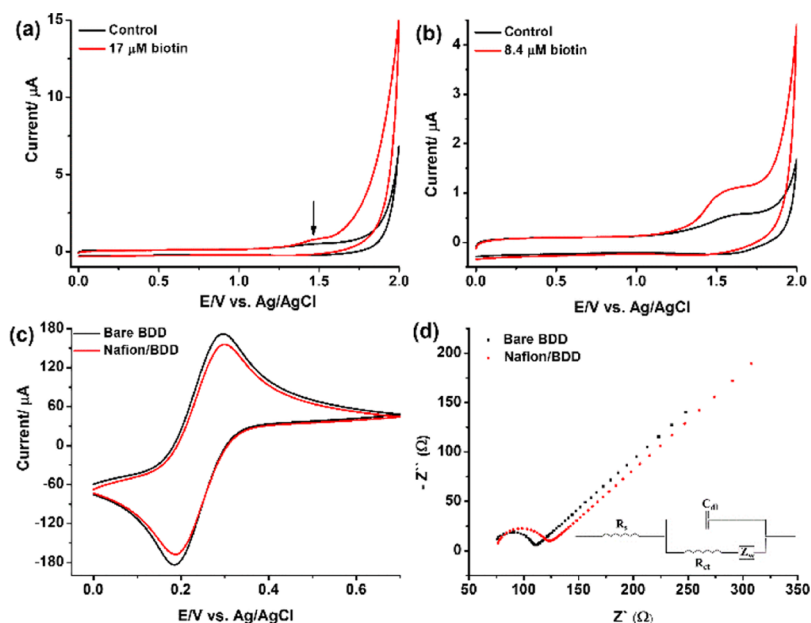 (a)
Control
17 μM biotin
15
10
5
0
Current/ μA
0.0 0.5 1.0 1.5 2.0
E/V vs. Ag/AgCl
(b)
Control
8.4 μM biotin
4
3
2
1
0
Current/ μA
0.0 0.5 1.0 1.5 2.0
E/V vs. Ag/AgCl
(c)
Bare BDD
Nafion/BDD
180
120
60
0
-60
-120
-180
Current/ μA
0.0 0.2 0.4 0.6
E/V vs. Ag/AgCl
(d)
Bare BDD
Nafion/BDD
200
150
100
50
0
- Z`` (Ω)
Rs
Cdl
Rct
Zw
50 100 150 200 250 300 350
Z` (Ω)